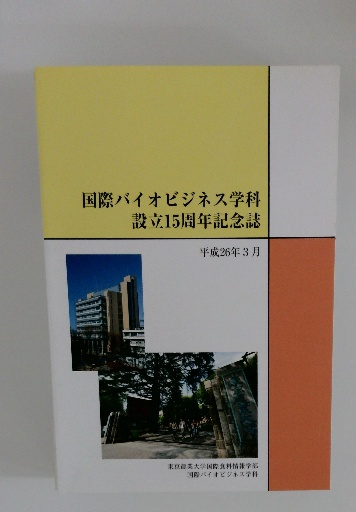 国際バイオビジネス学科
設立15周年記念誌
平成26年3月
東京農業大学国際食料情報学部
国際バイオビジネス学科